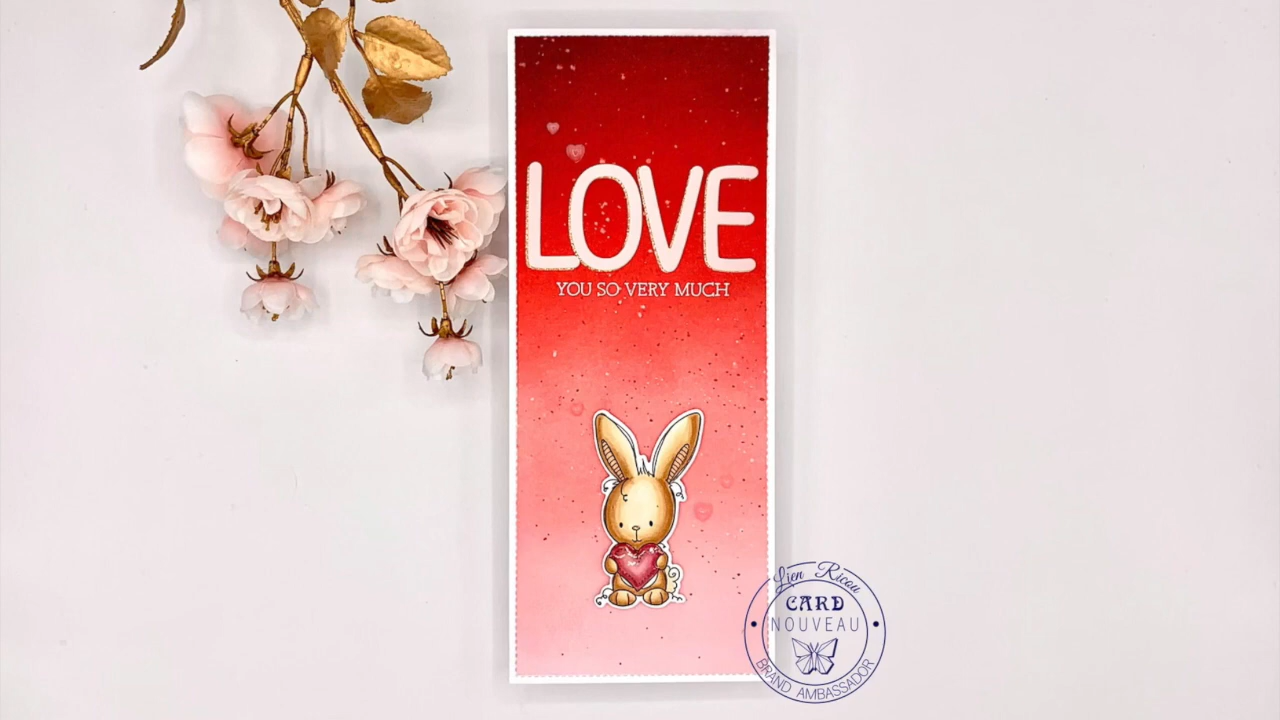 LOVE
YOU SO VERY MUCH
Lien Ricou
CARD
NOUVEAU
BRAND AMBASSADOR